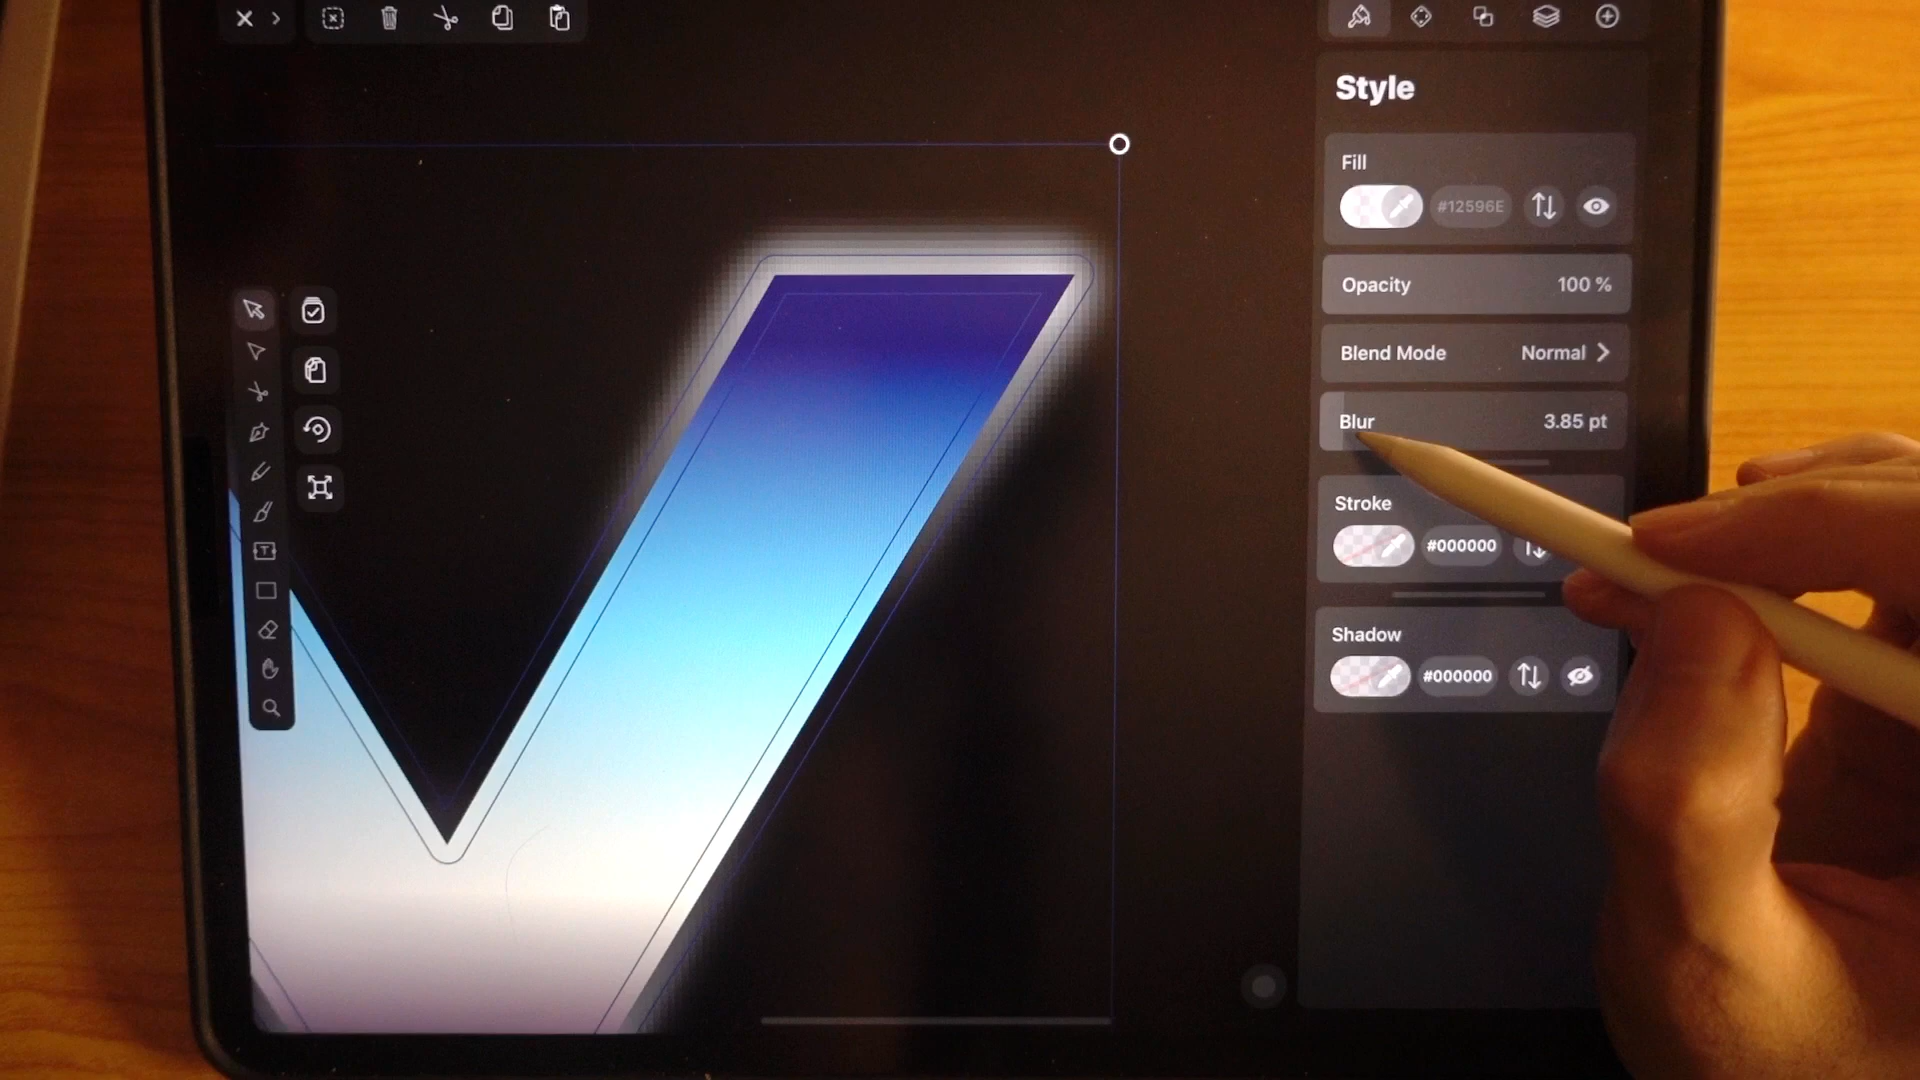 Style
Fill
#12596E
Opacity 100 %
Blend Mode Normal
Blur 3.85 pt
Stroke
#000000
Shadow
#000000
T